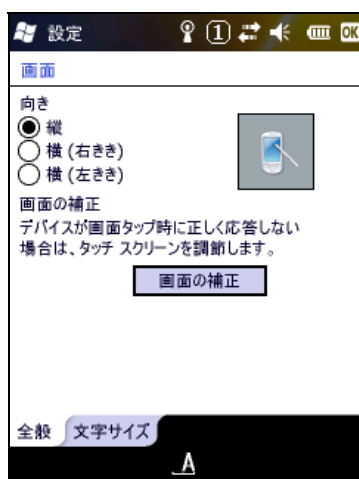 設定 1 OK
画面
向き
縦
横 (右きき)
横 (左きき)
画面の補正
デバイスが画面タップ時に正しく応答しない
場合は、タッチ スクリーンを調節します。
画面の補正
全般 文字サイズ
A